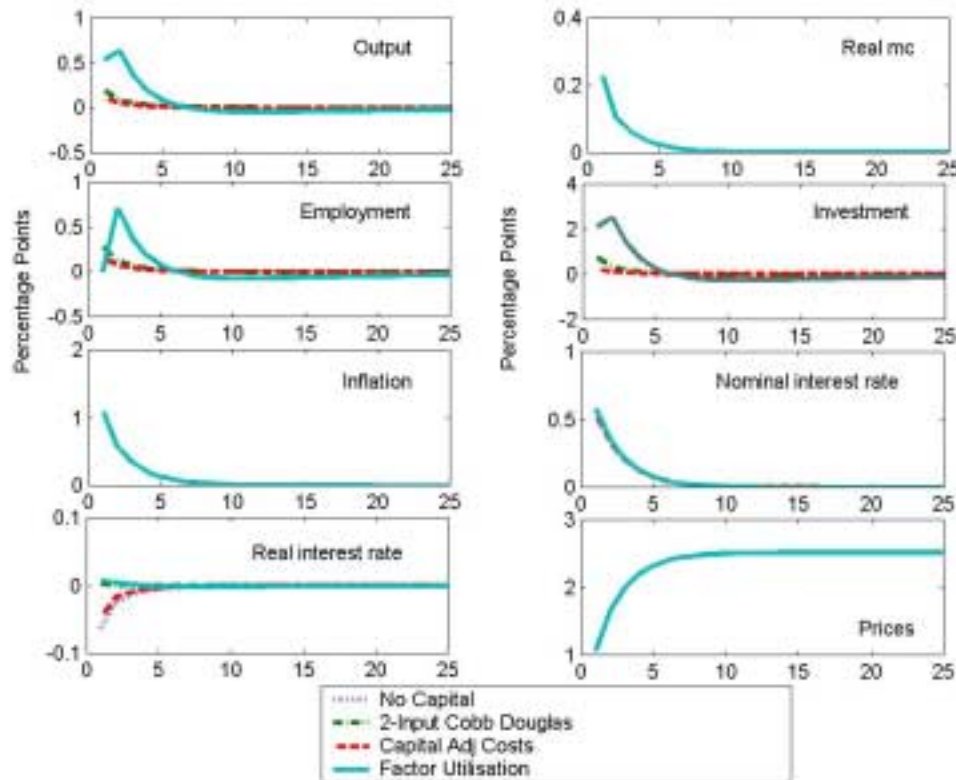 1
0.5
0
-0.5
Output
0 5 10 15 20 25
0.4
0.2
0
Real mc
0 5 10 15 20 25
Percentage Points
1
0.5
0
-0.5
Employment
0 5 10 15 20 25
Percentage Points
4
2
0
-2
Investment
0 5 10 15 20 25
2
1
0
Inflation
0 5 10 15 20 25
1
0.5
0
Nominal interest rate
0 5 10 15 20 25
0.1
0
-0.1
Real interest rate
0 5 10 15 20 25
3
2
1
Prices
0 5 10 15 20 25
No Capital
2-Input Cobb Douglas
Capital Adj Costs
Factor Utilisation